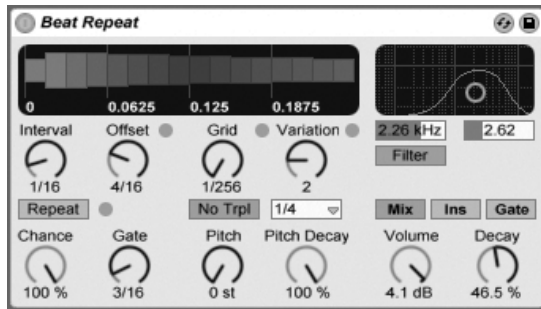 Beat Repeat
0 0.0625 0.125 0.1875
2.26 kHz 2.62
Interval Offset Grid Variation
Filter
1/16 4/16 1/256 2
Repeat No Trpl 1/4 Mix Ins Gate
Chance Gate Pitch Pitch Decay Volume Decay
100 % 3/16 0 st 100 % 4.1 dB 46.5 %